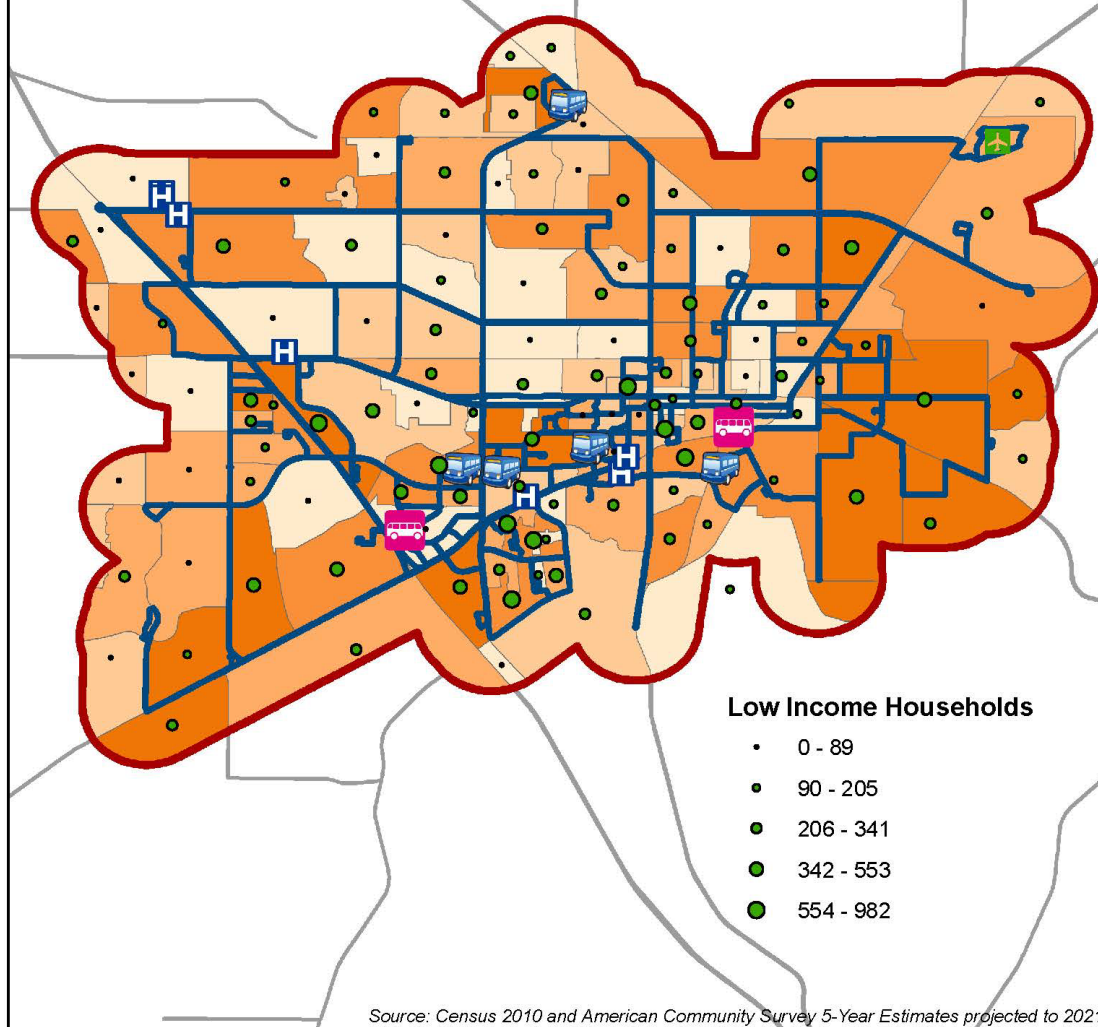 H
H
H
H
H
H
Low Income Households
0 - 89
90 - 205
206 - 341
342 - 553
554 - 982
Source: Census 2010 and American Community Survey 5-Year Estimates projected to 2021